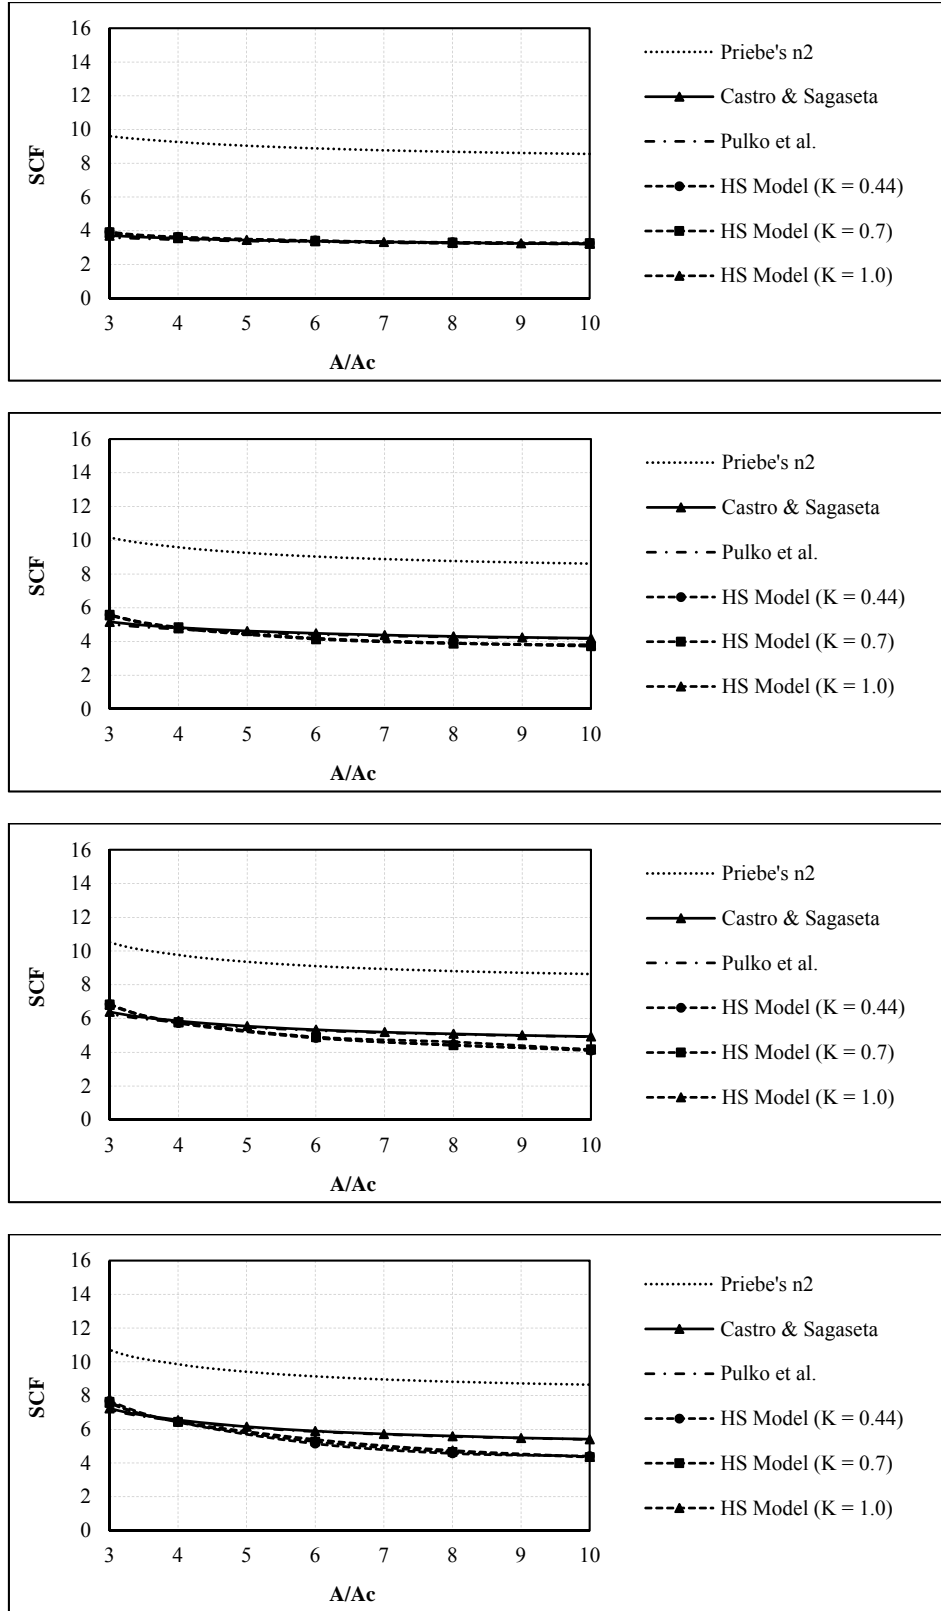 16
14
12
10
8
6
4
2
0
SCF
3 4 5 6 7 8 9 10
A/Ac
Priebe's n2
Castro & Sagaseta
Pulko et al.
HS Model (K = 0.44)
HS Model (K = 0.7)
HS Model (K = 1.0)
16
14
12
10
8
6
4
2
0
SCF
3 4 5 6 7 8 9 10
A/Ac
Priebe's n2
Castro & Sagaseta
Pulko et al.
HS Model (K = 0.44)
HS Model (K = 0.7)
HS Model (K = 1.0)
16
14
12
10
8
6
4
2
0
SCF
3 4 5 6 7 8 9 10
A/Ac
Priebe's n2
Castro & Sagaseta
Pulko et al.
HS Model (K = 0.44)
HS Model (K = 0.7)
HS Model (K = 1.0)
16
14
12
10
8
6
4
2
0
SCF
3 4 5 6 7 8 9 10
A/Ac
Priebe's n2
Castro & Sagaseta
Pulko et al.
HS Model (K = 0.44)
HS Model (K = 0.7)
HS Model (K = 1.0)